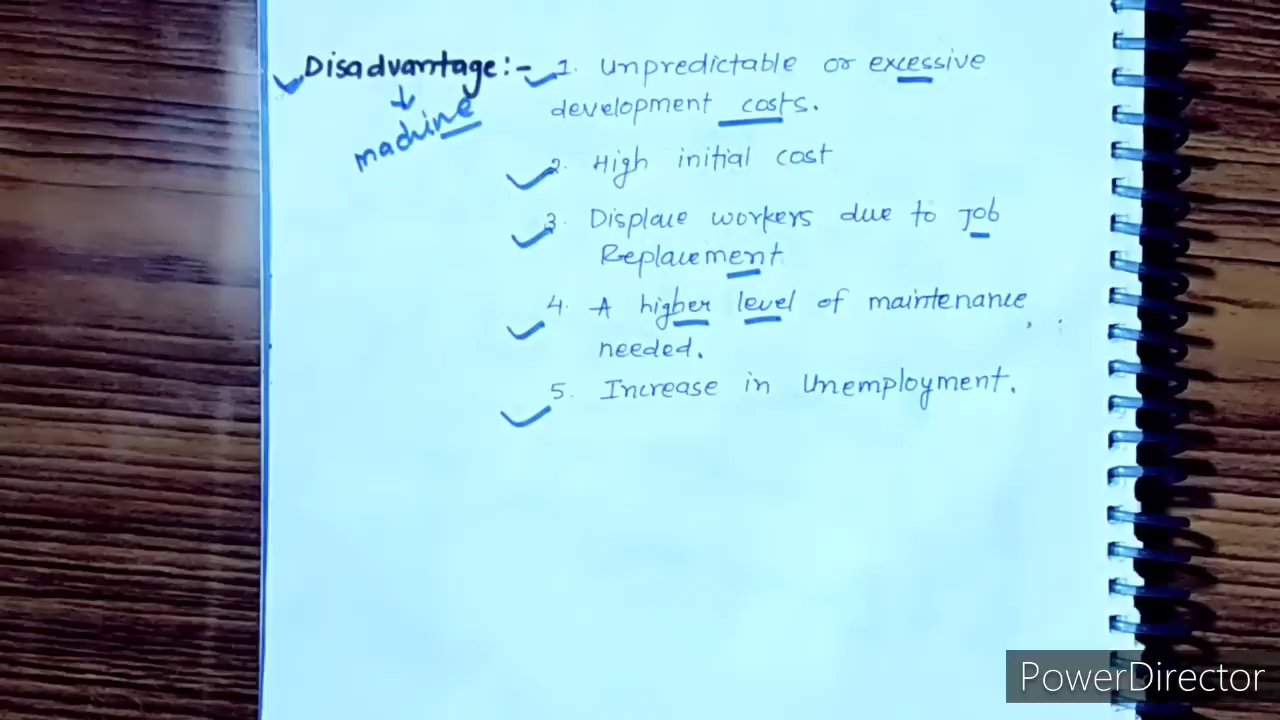 Disadvantage:- 1. Unpredictable or excessive
development costs.
machine
2. High initial cost
3. Displace workers due to Job
Replacement
4. A higher level of maintenance
needed.
5. Increase in Unemployment.
PowerDirector